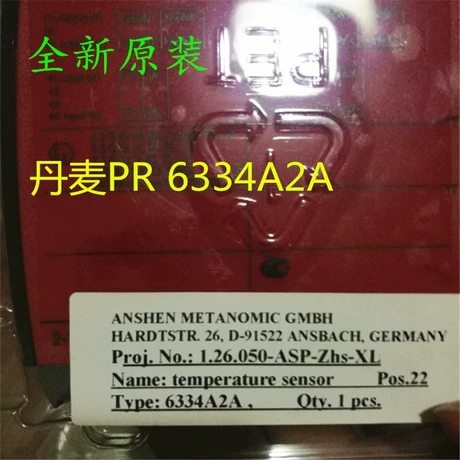 全新原装
PET
丹麦PR 6334A2A
ANSHEN METANOMIC GMBH
HARDTSTR. 26, D-91522 ANSBACH, GERMANY
Proj. No.: 1.26.050-ASP-Zhs-XL
Name: temperature sensor Pos.22
Type: 6334A2A , Qty. 1 pcs.